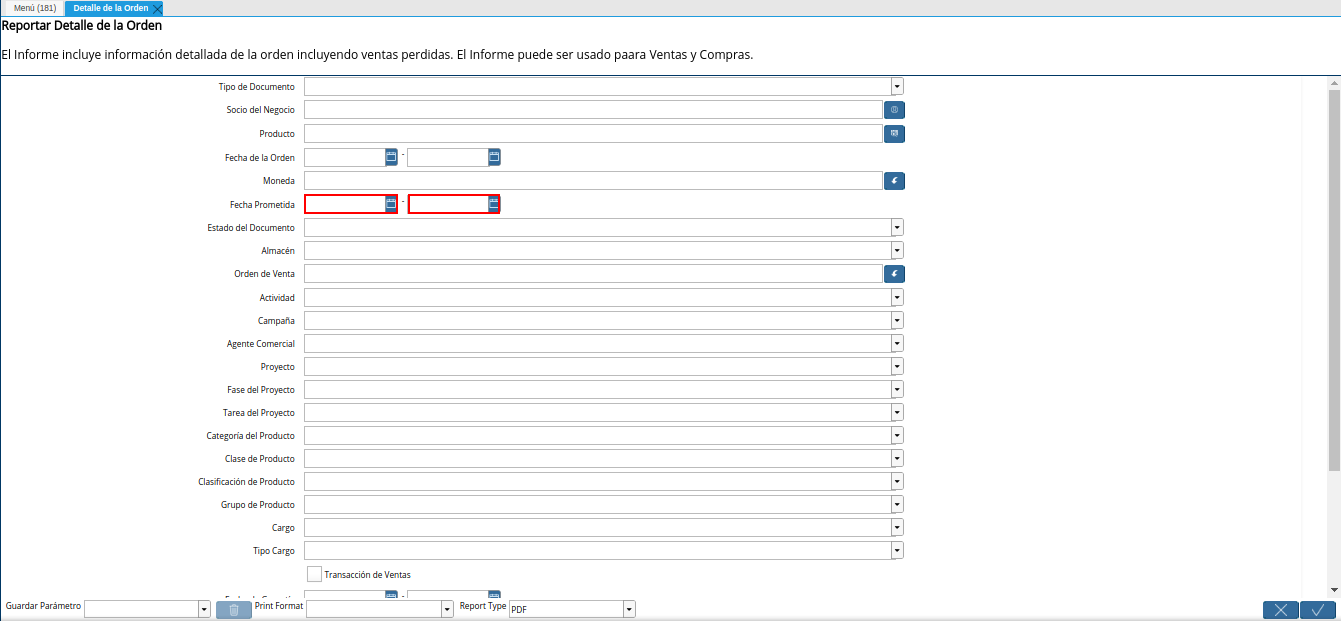 Menú (181)
Detalle de la Orden
Reportar Detalle de la Orden
El Informe incluye información detallada de la orden incluyendo ventas perdidas. El Informe puede ser usado paara Ventas y Compras.
Tipo de Documento
Socio del Negocio
Producto
Fecha de la Orden -
Moneda
Fecha Prometida -
Estado del Documento
Almacén
Orden de Venta
Actividad
Campaña
Agente Comercial
Proyecto
Fase del Proyecto
Tarea del Proyecto
Categoría del Producto
Clase de Producto
Clasificación de Producto
Grupo de Producto
Cargo
Tipo Cargo
Transacción de Ventas
Guardar Parámetro
Print Format
Report Type PDF